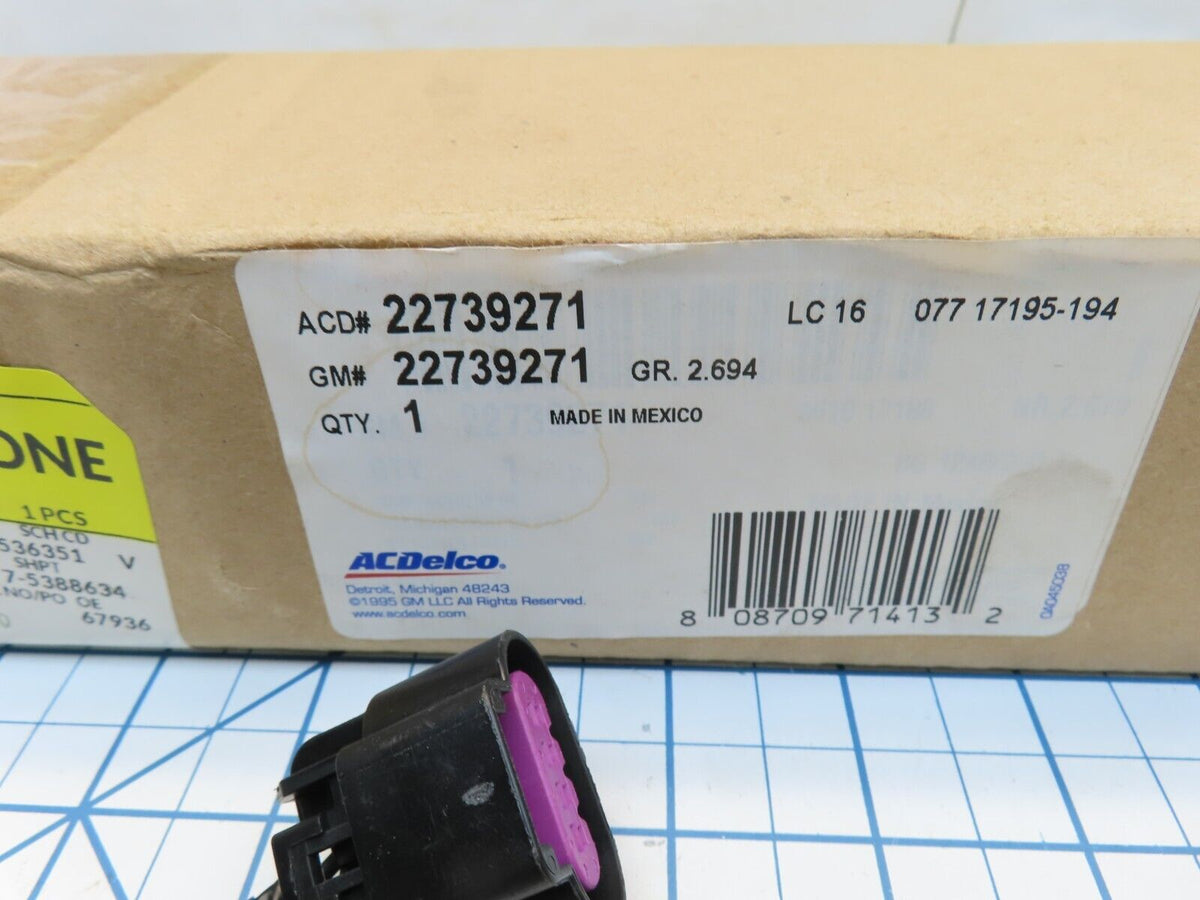 ACD# 22739271
LC 16 077 17195-194
GM# 22739271 GR. 2.694
QTY. 1 MADE IN MEXICO
ACDelco.
Detroit, Michigan 48243
©1995 GM LLC All Rights Reserved.
www.acdelco.com
8 08709 71413 2
0A045038
ONE
1 PCS
SCH CD
536351 V
SHPT
7-5388634
.NO/PO OE
67936